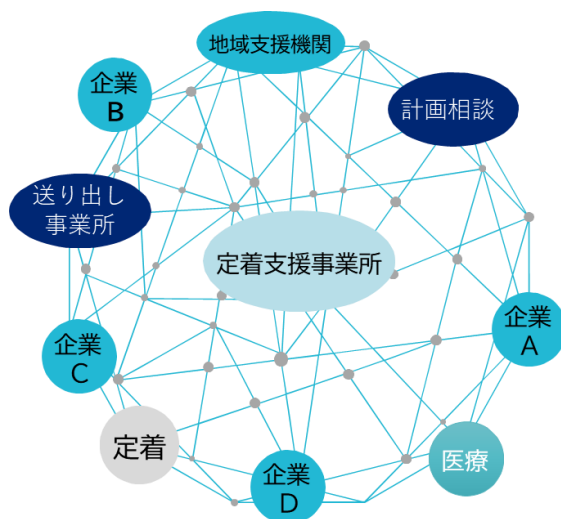 地域支援機関
企業
B
計画相談
送り出し
事業所
定着支援事業所
企業
A
企業
C
定着
医療
企業
D